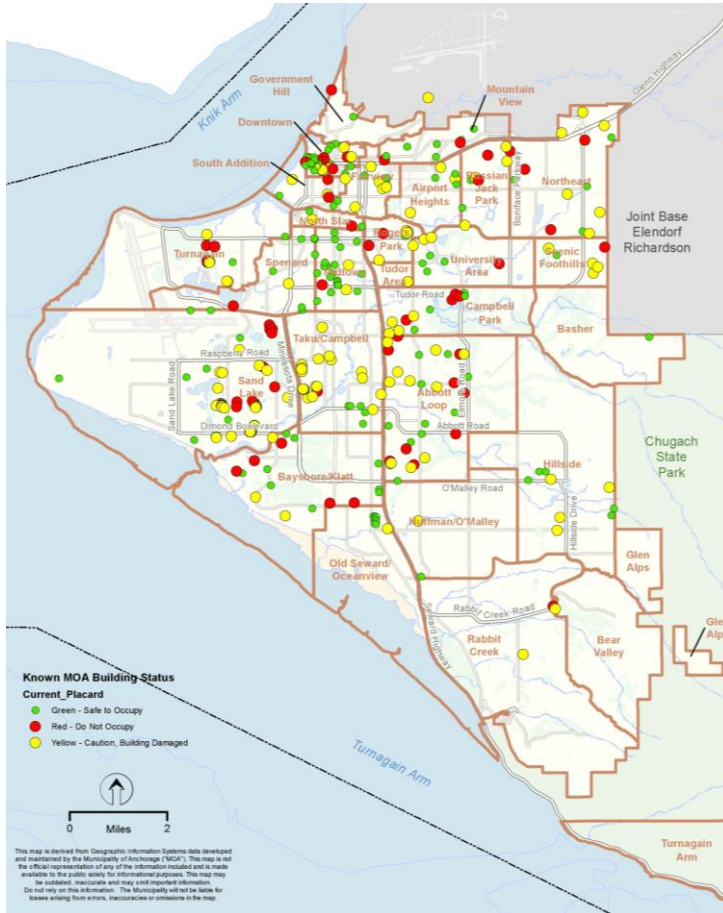 Government
Hill
Knik Arm
Downtown
South Addition
Mountain
View
Glenn Highway
Fairview
Airport
Heights
Russian
Jack
Park
Boniface Parkway
Northeast
Joint Base
Elendorf
Richardson
North Star
Rogers
Park
Turnagain
Spenard
Midtown
Tudor
Area
University
Area
Scenic
Foothills
Tudor Road
Campbell
Park
Basher
Taku/Campbell
Minnesota Drive
Raspberry Road
Sand Lake Road
Sand
Lake
Dimond Boulevard
Abbott
Loop
Elmore Road
Abbott Road
Chugach
State
Park
Hillside
Bayshore/Klatt
O'Malley Road
Huffman/O'Malley
Hillside Drive
Old Seward/
Oceanview
Glen
Alps
Seward Highway
Rabbit Creek Road
Rabbit
Creek
Bear
Valley
Glen
Alps
Known MOA Building Status
Current_Placard
Green - Safe to Occupy
Red - Do Not Occupy
Yellow - Caution, Building Damaged
Turnagain Arm
0 2
Miles
This map is derived from Geographic Information Systems data developed
and maintained by the Municipality of Anchorage ("MOA"). This map is not
the official representation of any of the information included and is made
available to the public solely for informational purposes. This map may
be outdated, inaccurate and may omit important information.
Do not rely on this information. The Municipality will not be liable for
losses arising from errors, inaccuracies or omissions in the map.
Turnagain
Arm